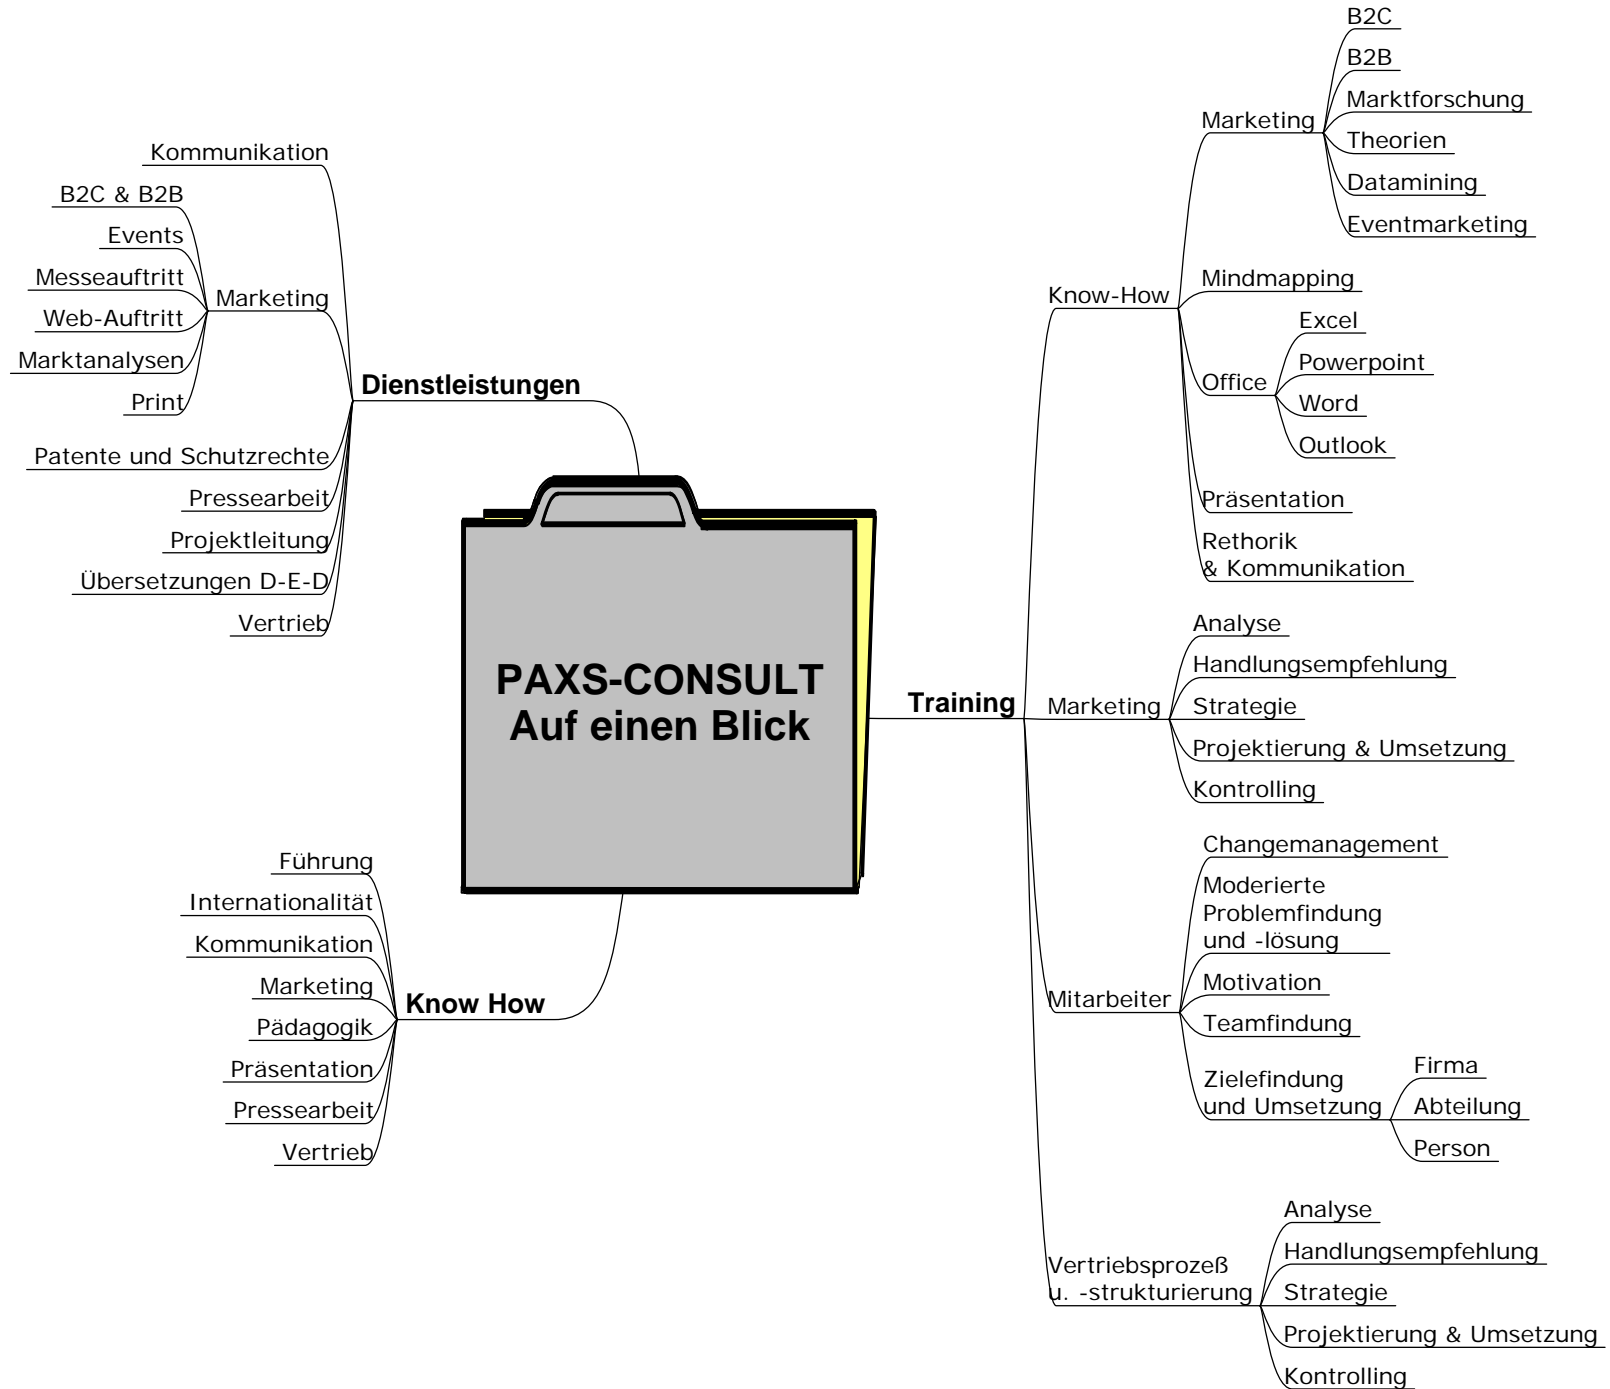 PAXS-CONSULT
Auf einen Blick
Dienstleistungen
Kommunikation
Marketing
B2C & B2B
Events
Messeauftritt
Web-Auftritt
Marktanalysen
Print
Patente und Schutzrechte
Pressearbeit
Projektleitung
Übersetzungen D-E-D
Vertrieb
Know How
Führung
Internationalität
Kommunikation
Marketing
Pädagogik
Präsentation
Pressearbeit
Vertrieb
Training
Know-How
Marketing
B2C
B2B
Marktforschung
Theorien
Datamining
Eventmarketing
Mindmapping
Office
Excel
Powerpoint
Word
Outlook
Präsentation
Rethorik
& Kommunikation
Marketing
Analyse
Handlungsempfehlung
Strategie
Projektierung & Umsetzung
Kontrolling
Mitarbeiter
Changemanagement
Moderierte
Problemfindung
und -lösung
Motivation
Teamfindung
Zielefindung
und Umsetzung
Firma
Abteilung
Person
Vertriebsprozeß
u. -strukturierung
Analyse
Handlungsempfehlung
Strategie
Projektierung & Umsetzung
Kontrolling